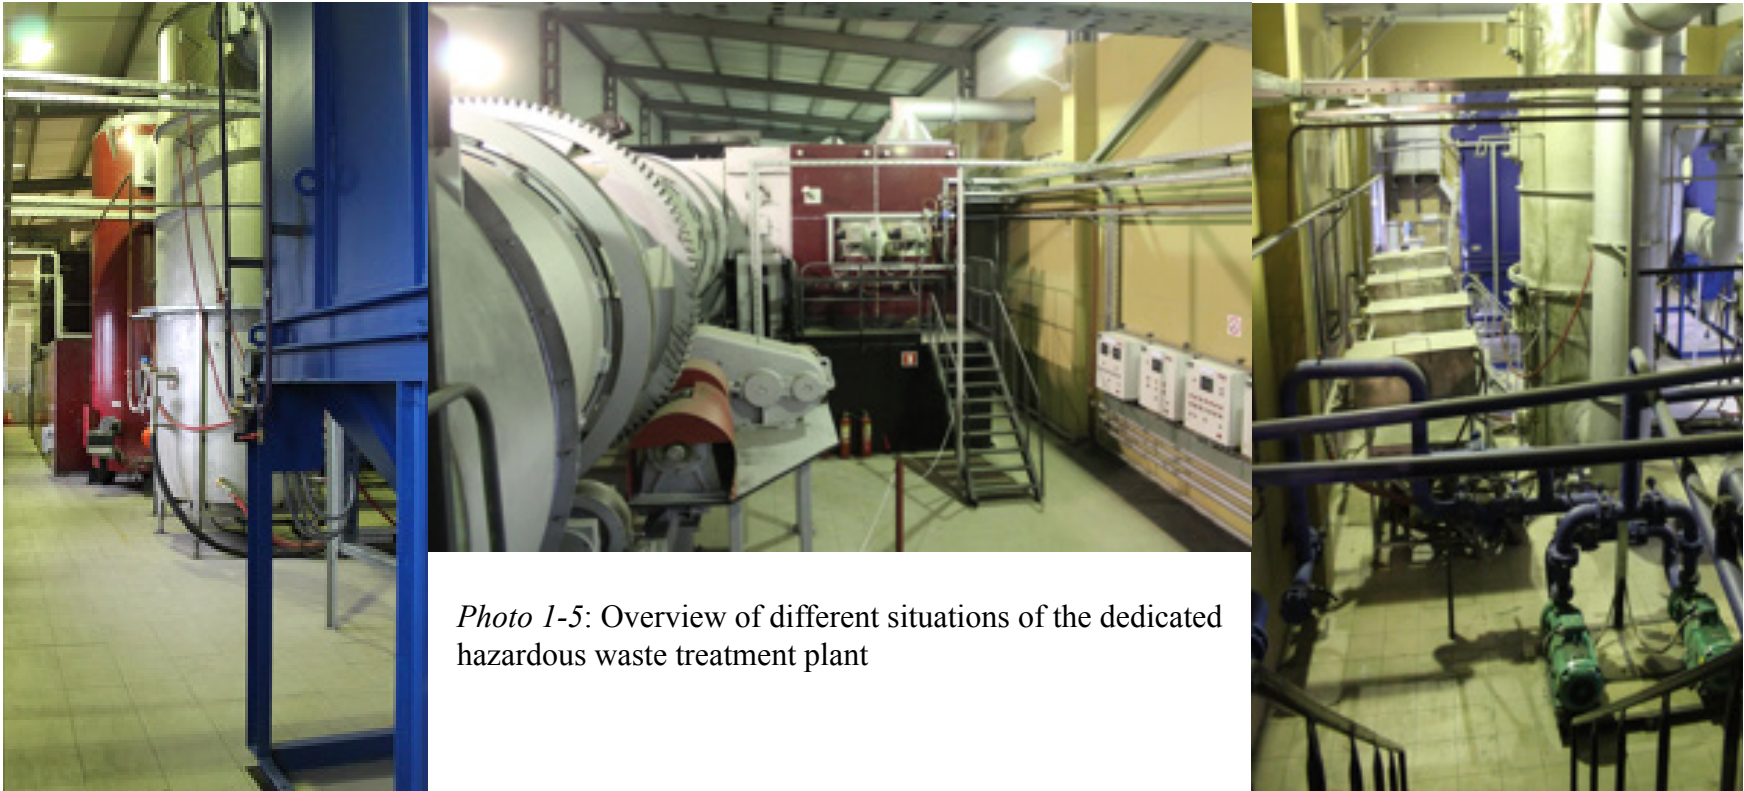 Photo 1-5: Overview of different situations of the dedicated
hazardous waste treatment plant